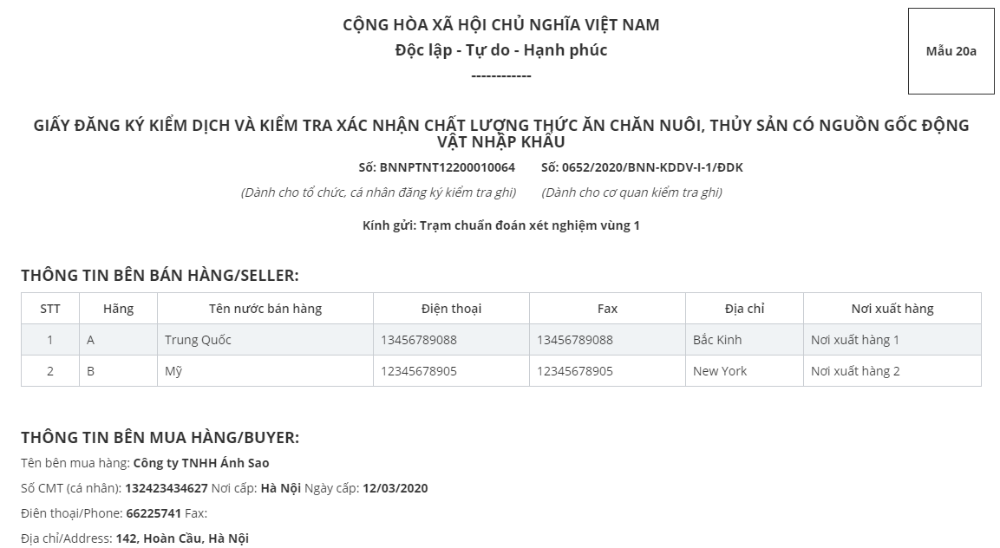 CỘNG HÒA XÃ HỘI CHỦ NGHĨA VIỆT NAM
Mẫu 20a
Độc lập - Tự do - Hạnh phúc
------------
GIẤY ĐĂNG KÝ KIỂM DỊCH VÀ KIỂM TRA XÁC NHẬN CHẤT LƯỢNG THỨC ĂN CHĂN NUÔI, THỦY SẢN CÓ NGUỒN GỐC ĐỘNG
VẬT NHẬP KHẨU
Số: BNNPTNT12200010064 Số: 0652/2020/BNN-KDDV-I-1/ĐDK
(Dành cho tổ chức, cá nhân đăng ký kiểm tra ghi) (Dành cho cơ quan kiểm tra ghi)
Kính gửi: Trạm chuẩn đoán xét nghiệm vùng 1
THÔNG TIN BÊN BÁN HÀNG/SELLER:
STT Hãng Tên nước bán hàng Điện thoại Fax Địa chỉ Nơi xuất hàng
1 A Trung Quốc 13456789088 13456789088 Bắc Kinh Nơi xuất hàng 1
2 B Mỹ 12345678905 12345678905 New York Nơi xuất hàng 2
THÔNG TIN BÊN MUA HÀNG/BUYER:
Tên bên mua hàng: Công ty TNHH Ánh Sao
Số CMT (cá nhân): 132423434627 Nơi cấp: Hà Nội Ngày cấp: 12/03/2020
Điên thoại/Phone: 66225741 Fax:
Địa chỉ/Address: 142, Hoàn Cầu, Hà Nội